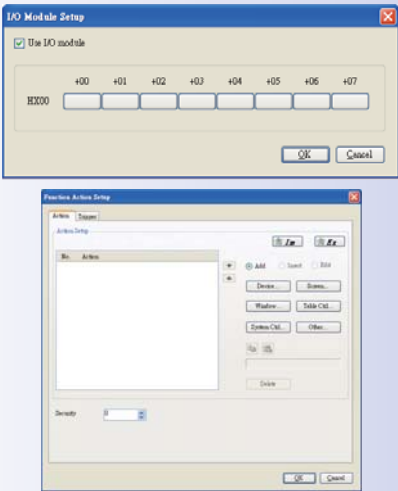 I/O Module Setup
Use I/O module
+00 +01 +02 +03 +04 +05 +06 +07
HX00
OK Cancel
Function Action Setup
Action Trigger
Action Setup
Im Ex
No. Action
Add Insert Edit
Device... Screen...
Window... Table Ctrl...
System Ctrl... Other...
Delete
Security 0
OK Cancel